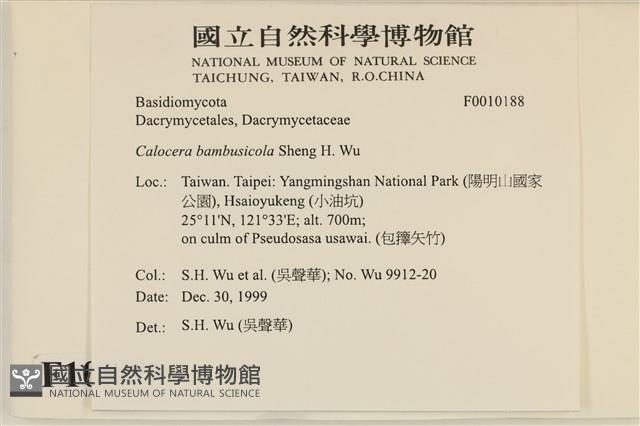 國立自然科學博物館
NATIONAL MUSEUM OF NATURAL SCIENCE
TAICHUNG, TAIWAN, R.O.CHINA
Basidiomycota F0010188
Dacrymycetales, Dacrymycetaceae
Calocera bambusicola Sheng H. Wu
Loc.: Taiwan. Taipei: Yangmingshan National Park (陽明山國家
公園), Hsaioyukeng (小油坑)
25°11'N, 121°33'E; alt. 700m;
on culm of Pseudosasa usawai. (包籜矢竹)
Col.: S.H. Wu et al. (吳聲華); No. Wu 9912-20
Date: Dec. 30, 1999
Det.: S.H. Wu (吳聲華)
國立自然科學博物館
NATIONAL MUSEUM OF NATURAL SCIENCE